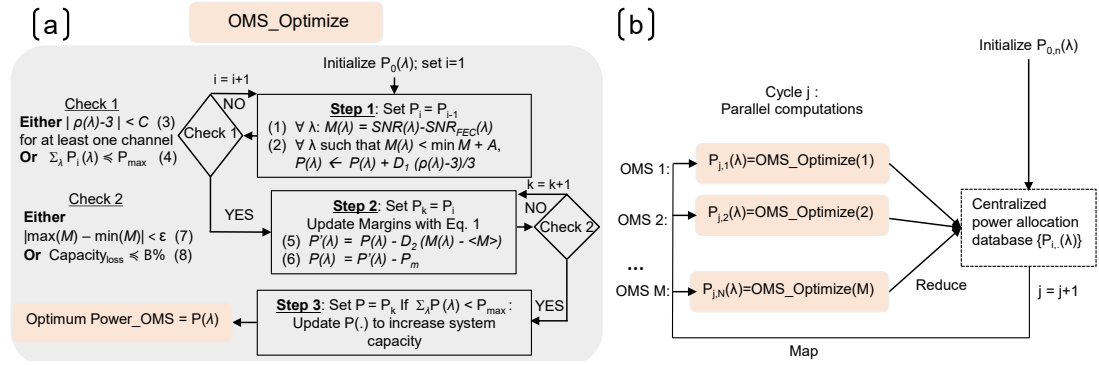 [a]
OMS_Optimize
Initialize P0(λ); set i=1
i = i+1
NO
Check 1
Either | ρ(λ)-3 | < C (3)
for at least one channel
Or Σλ Pi (λ) ≼ Pmax (4)
Check 1
Step 1: Set Pi = Pi-1
(1) ∀ λ: M(λ) = SNR(λ)-SNRFEC(λ)
(2) ∀ λ such that M(λ) < min M + A,
P(λ) ← P(λ) + D1 (ρ(λ)-3)/3
k = k+1
NO
Check 2
Either
|max(M) – min(M)| < ε (7)
Or Capacityloss ≼ B% (8)
YES
Step 2: Set Pk = Pi
Update Margins with Eq. 1
(5) P'(λ) = P(λ) - D2 (M(λ) - <M>)
(6) P(λ) = P'(λ) - Pm
Check 2
YES
Step 3: Set P = Pk If ΣλP (λ) < Pmax :
Update P(.) to increase system
capacity
Optimum Power_OMS = P(λ)
[b]
Initialize P0,n(λ)
Cycle j :
Parallel computations
OMS 1:
Pj,1(λ)=OMS_Optimize(1)
OMS 2:
Pj,2(λ)=OMS_Optimize(2)
...
OMS M:
Pj,N(λ)=OMS_Optimize(M)
Centralized
power allocation
database {Pi,.(λ)}
Reduce
j = j+1
Map